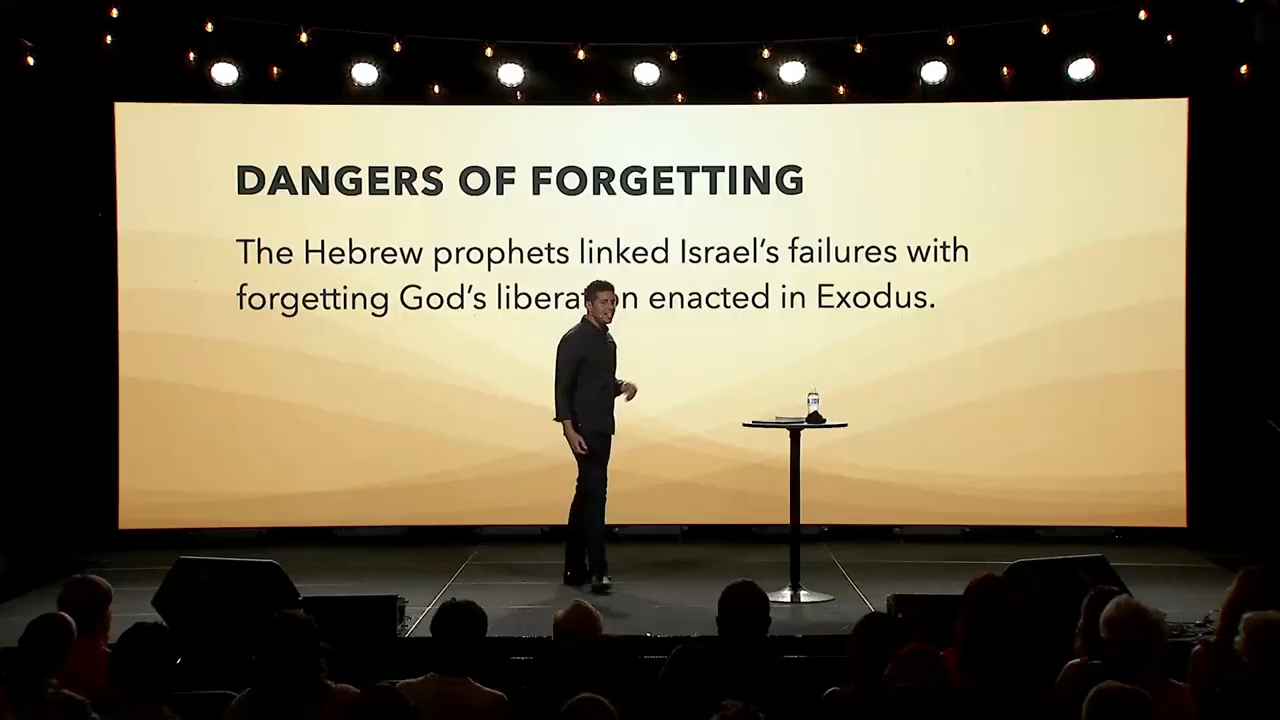 DANGERS OF FORGETTING
The Hebrew prophets linked Israel's failures with
forgetting God's enacted in Exodus.